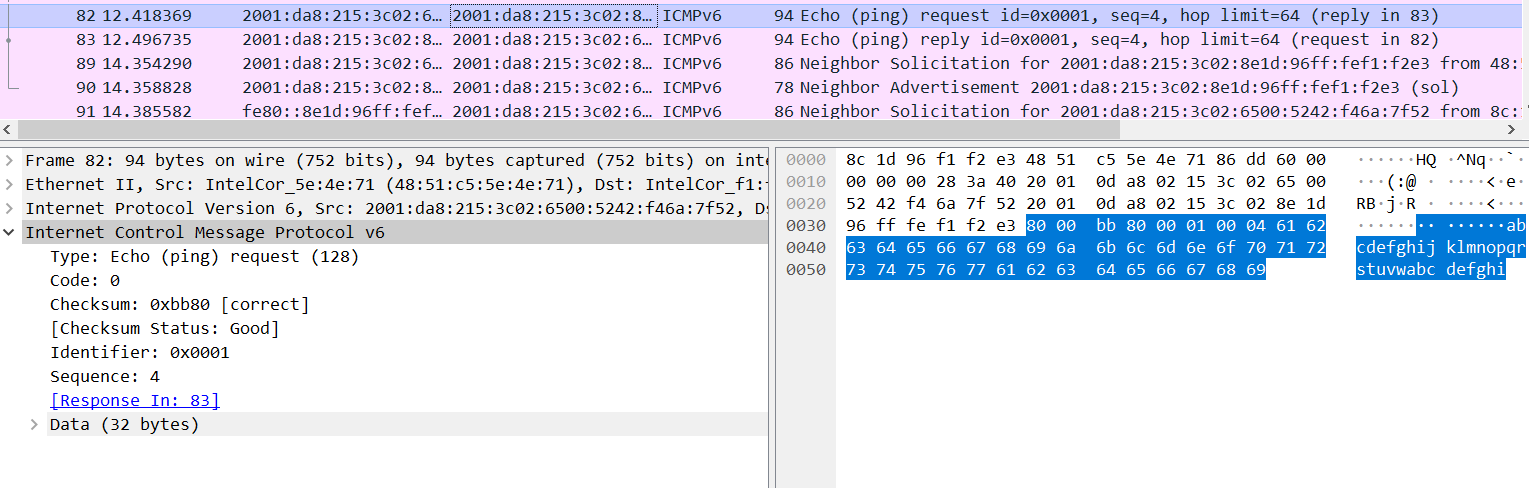 82 12.418369 2001:da8:215:3c02:6… 2001:da8:215:3c02:8… ICMPv6 94 Echo (ping) request id=0x0001, seq=4, hop limit=64 (reply in 83)
83 12.496735 2001:da8:215:3c02:8… 2001:da8:215:3c02:6… ICMPv6 94 Echo (ping) reply id=0x0001, seq=4, hop limit=64 (request in 82)
89 14.354290 2001:da8:215:3c02:6… 2001:da8:215:3c02:8… ICMPv6 86 Neighbor Solicitation for 2001:da8:215:3c02:8e1d:96ff:fef1:f2e3 from 48:
90 14.358828 2001:da8:215:3c02:8… 2001:da8:215:3c02:6… ICMPv6 78 Neighbor Advertisement 2001:da8:215:3c02:8e1d:96ff:fef1:f2e3 (sol)
91 14.385582 fe80::8e1d:96ff:fef… 2001:da8:215:3c02:6… ICMPv6 86 Neighbor Solicitation for 2001:da8:215:3c02:6500:5242:f46a:7f52 from 8c:
Frame 82: 94 bytes on wire (752 bits), 94 bytes captured (752 bits) on inte
Ethernet II, Src: IntelCor_5e:4e:71 (48:51:c5:5e:4e:71), Dst: IntelCor_f1:
Internet Protocol Version 6, Src: 2001:da8:215:3c02:6500:5242:f46a:7f52, Ds
Internet Control Message Protocol v6
Type: Echo (ping) request (128)
Code: 0
Checksum: 0xbb80 [correct]
[Checksum Status: Good]
Identifier: 0x0001
Sequence: 4
[Response In: 83]
Data (32 bytes)
0000 8c 1d 96 f1 f2 e3 48 51 c5 5e 4e 71 86 dd 60 00 ······HQ ·^Nq··`·
0010 00 00 00 28 3a 40 20 01 0d a8 02 15 3c 02 65 00 ···(:@ · ····<·e·
0020 52 42 f4 6a 7f 52 20 01 0d a8 02 15 3c 02 8e 1d RB·j·R · ····<···
0030 96 ff fe f1 f2 e3 80 00 bb 80 00 01 00 04 61 62 ········ ······ab
0040 63 64 65 66 67 68 69 6a 6b 6c 6d 6e 6f 70 71 72 cdefghij klmnopqr
0050 73 74 75 76 77 61 62 63 64 65 66 67 68 69 stuvwabc defghi